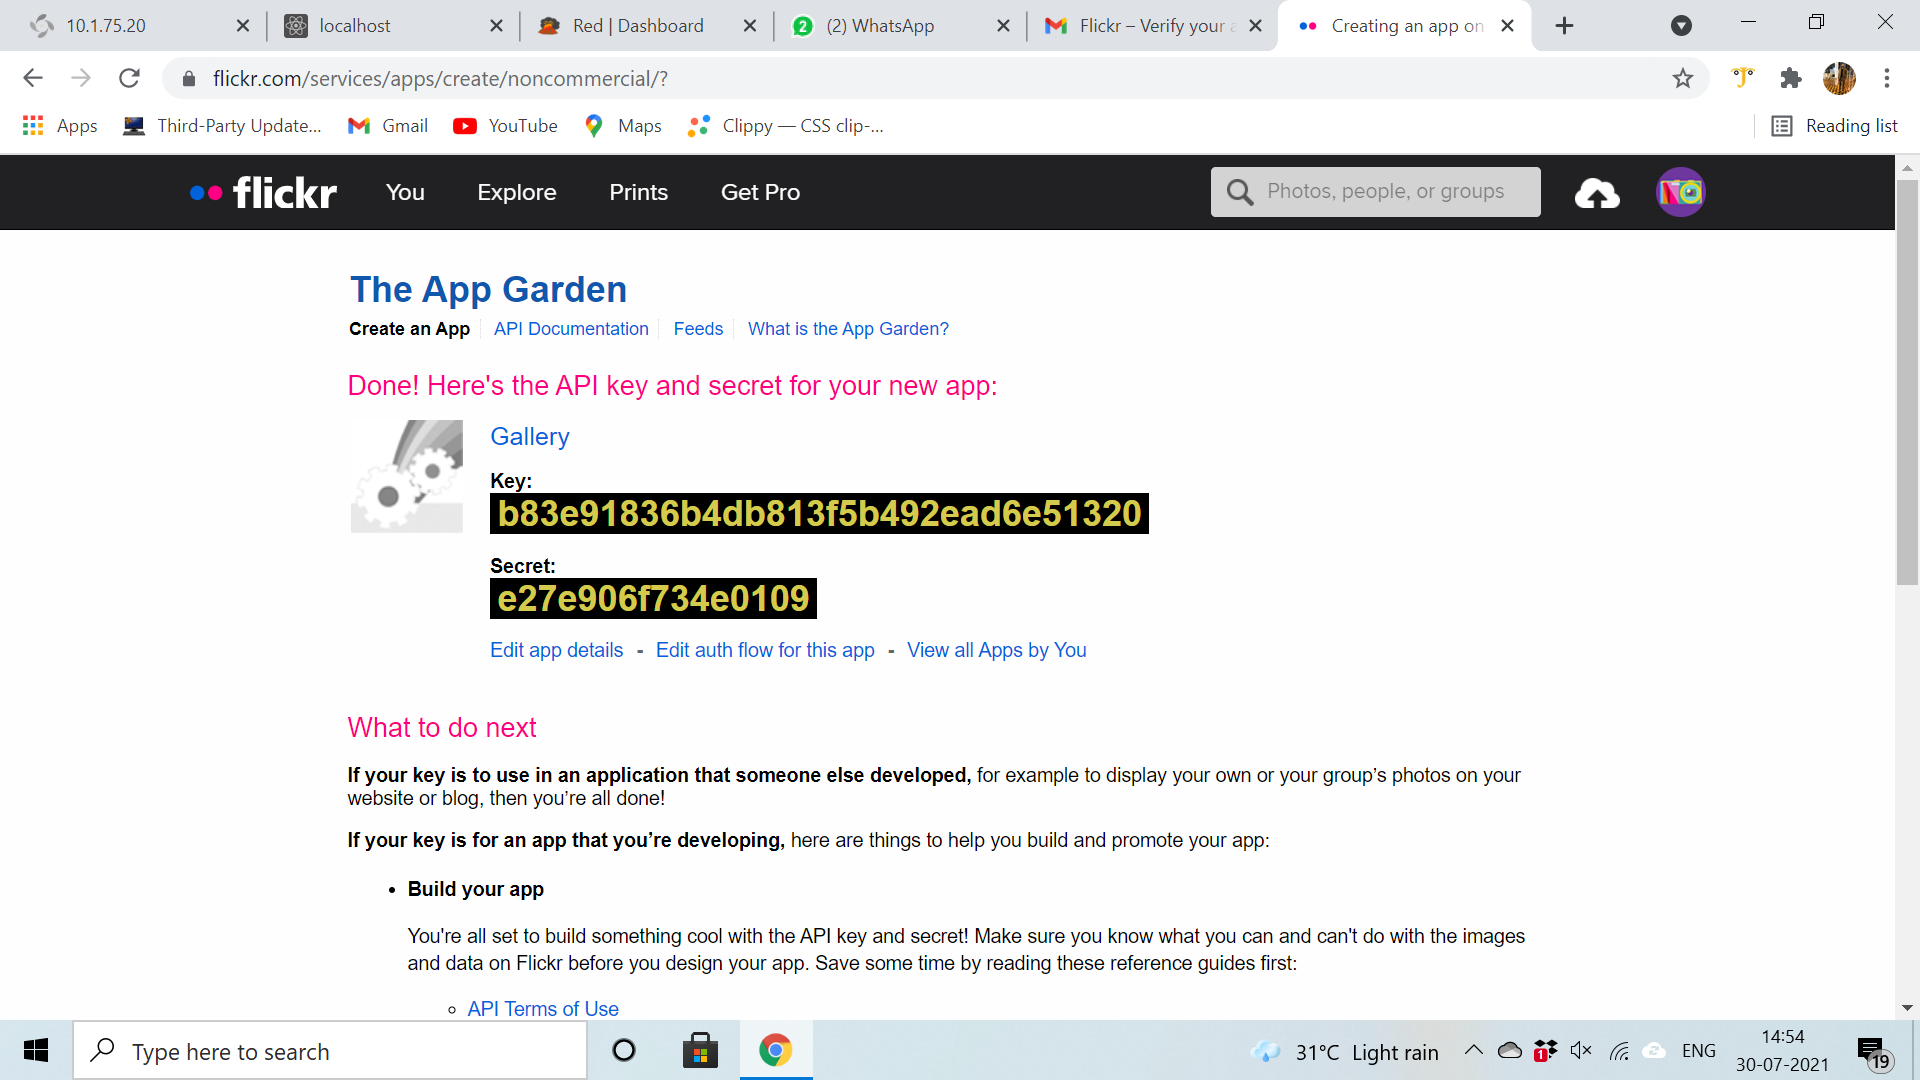 10.1.75.20
localhost
Red | Dashboard
2
(2) WhatsApp
Flickr – Verify your a
Creating an app on
flickr.com/services/apps/create/noncommercial/?
Apps
Third-Party Update...
Gmail
YouTube
Maps
Clippy — CSS clip-...
Reading list
flickr
You
Explore
Prints
Get Pro
Photos, people, or groups
The App Garden
Create an App
API Documentation
Feeds
What is the App Garden?
Done! Here's the API key and secret for your new app:
Gallery
Key:
b83e91836b4db813f5b492ead6e51320
Secret:
e27e906f734e0109
Edit app details - Edit auth flow for this app - View all Apps by You
What to do next
If your key is to use in an application that someone else developed, for example to display your own or your group’s photos on your
website or blog, then you’re all done!
If your key is for an app that you’re developing, here are things to help you build and promote your app:
• Build your app
You're all set to build something cool with the API key and secret! Make sure you know what you can and can't do with the images
and data on Flickr before you design your app. Save some time by reading these reference guides first:
◦ API Terms of Use
Type here to search
31°C Light rain
1
ENG
14:54
30-07-2021
19